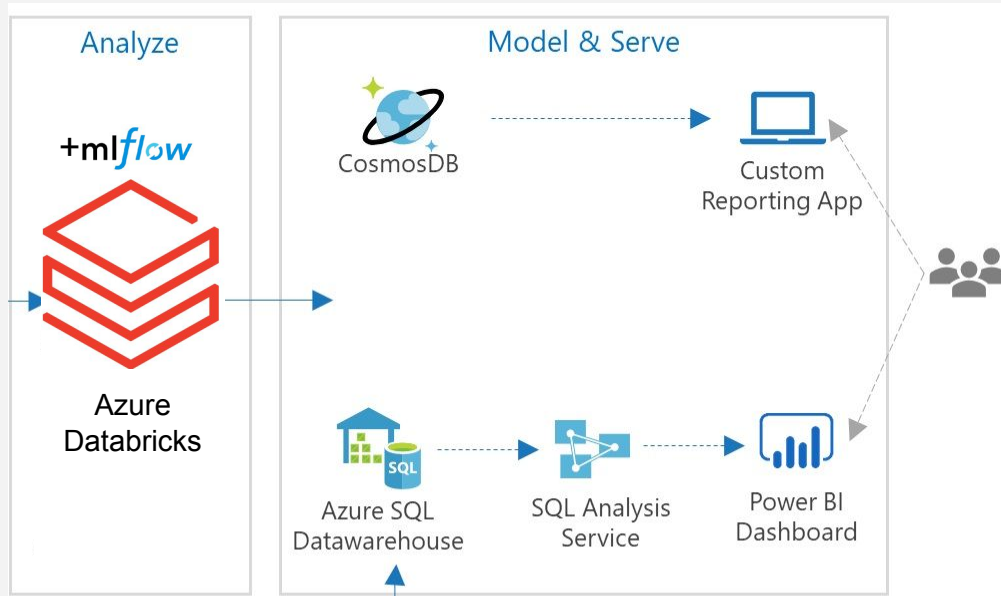 Analyze
+mlflow
Azure
Databricks
Model & Serve
CosmosDB
Custom
Reporting App
SQL
Azure SQL
Datawarehouse
SQL Analysis
Service
Power BI
Dashboard